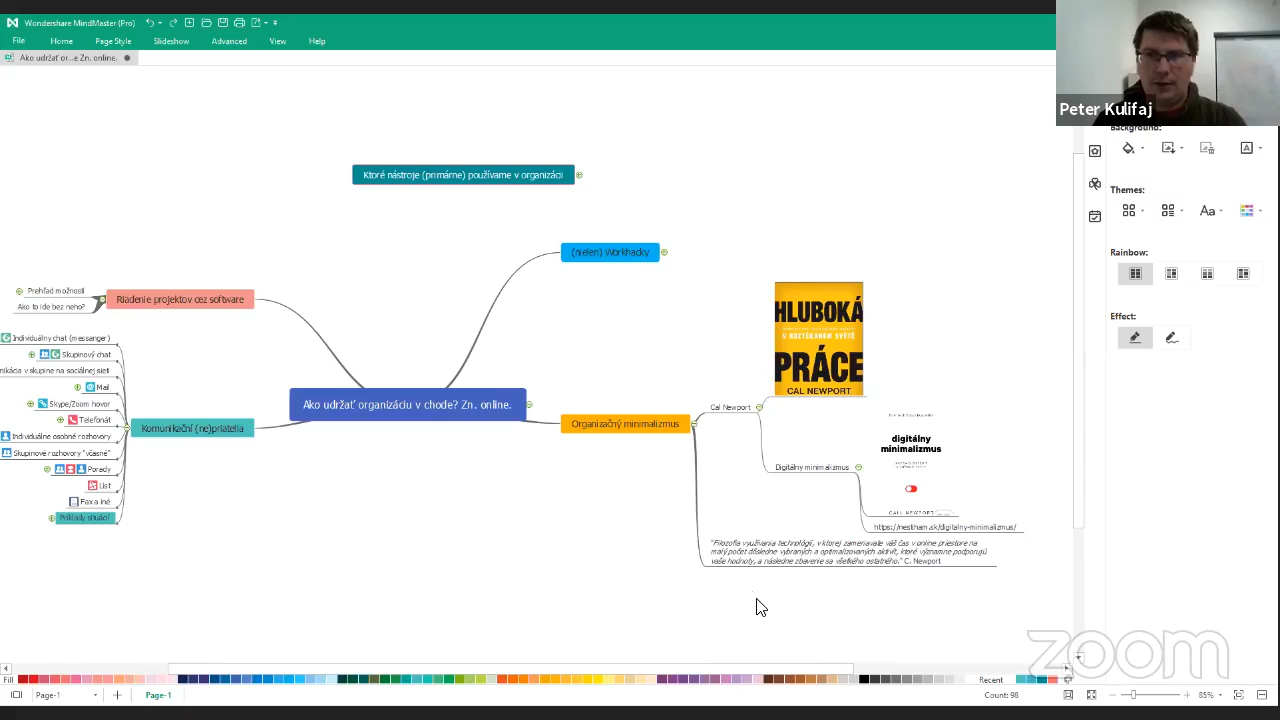 Wondershare MindMaster (Pro)
File
Home
Page Style
Slideshow
Advanced
View
Help
Ako udržať or...e Zn. online.
Peter Kulifaj
Background:
Themes:
Aa
Rainbow:
Effect:
Ktoré nástroje (primárne) používame v organizáci
(nielen) Workhacky
Prehľad možností
Ako to ide bez neho?
Riadenie projektov cez software
Individuálny chat (messanger)
Skupinový chat
nikácia v skupine na sociálnej sieti
Mail
Skype/Zoom hovor
Telefonát
Individuálne osobné rozhovory
Skupinové rozhovory "včasné"
Porady
List
Fax a iné
Príklady situácií
Komunikační (ne)priatelia
Ako udržať organizáciu v chode? Zn. online.
Organizačný minimalizmus
Cal Newport
HLUBOKÁ
PRÁCE
CAL NEWPORT
Digitálny minimalizmus
digitálny
minimalizmus
CAL NEWPORT
https://nestiham.sk/digitalny-minimalizmus/
"Filozofia využívania technológií, v ktorej zameriavate váš čas v online priestore na
malý počet dôsledne vybraných a optimalizovaných aktivít, ktoré významne podporujú
vaše hodnoty, a následne zbavenie sa všetkého ostatného." C. Newport
zoom
Fill
Recent
Page-1
Page-1
Count: 98
85%